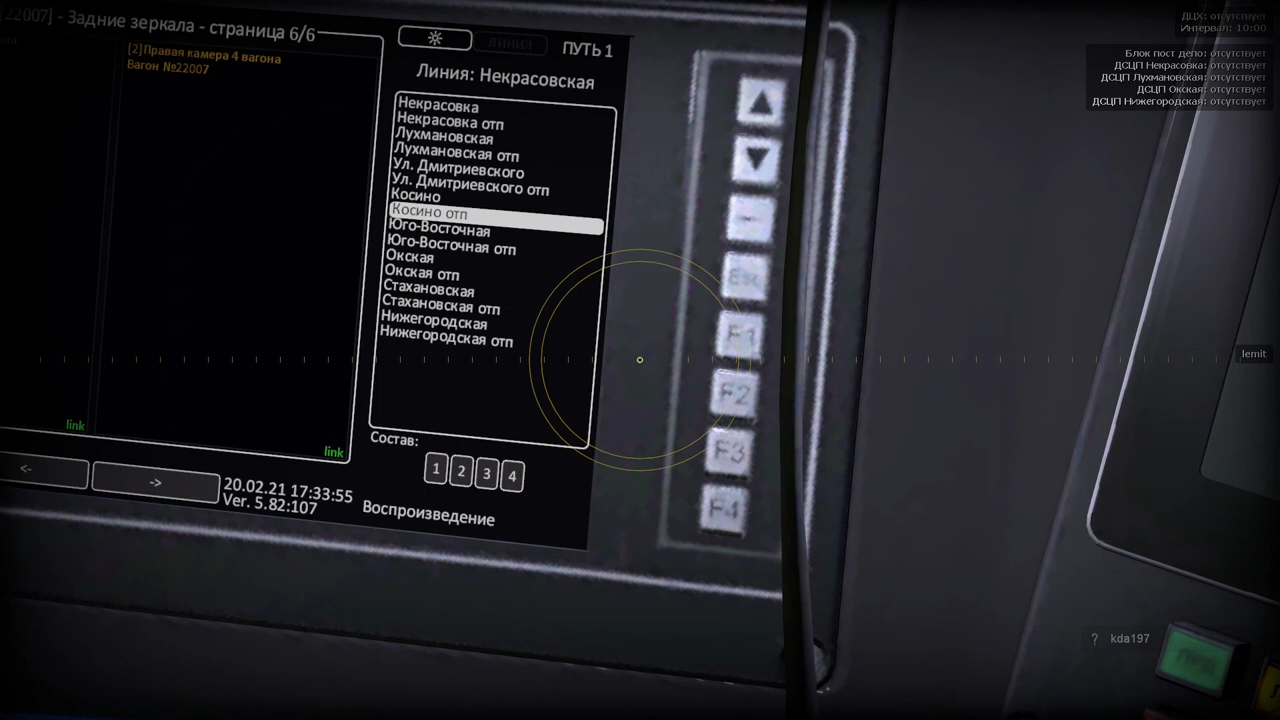 22007] - Задние зеркала - страница 6/6
[2]Правая камера 4 вагона
Вагон №22007
link
link
<-
->
20.02.21 17:33:55
Ver. 5.82:107
ЛИНИЯ
ПУТЬ 1
Линия: Некрасовская
Некрасовка
Некрасовка отп
Лухмановская
Лухмановская отп
Ул. Дмитриевского
Ул. Дмитриевского отп
Косино
Косино отп
Юго-Восточная
Юго-Восточная отп
Окская
Окская отп
Стахановская
Стахановская отп
Нижегородская
Нижегородская отп
Состав:
1 2 3 4
Воспроизведение
▲
▼
-
Esc
F1
F2
F3
F4
ДЦХ: отсутствует
Интервал: 10:00
Блок пост депо: отсутствует
ДСЦП Некрасовка: отсутствует
ДСЦП Лухмановская: отсутствует
ДСЦП Окская: отсутствует
ДСЦП Нижегородская: отсутствует
lemit
? kda197